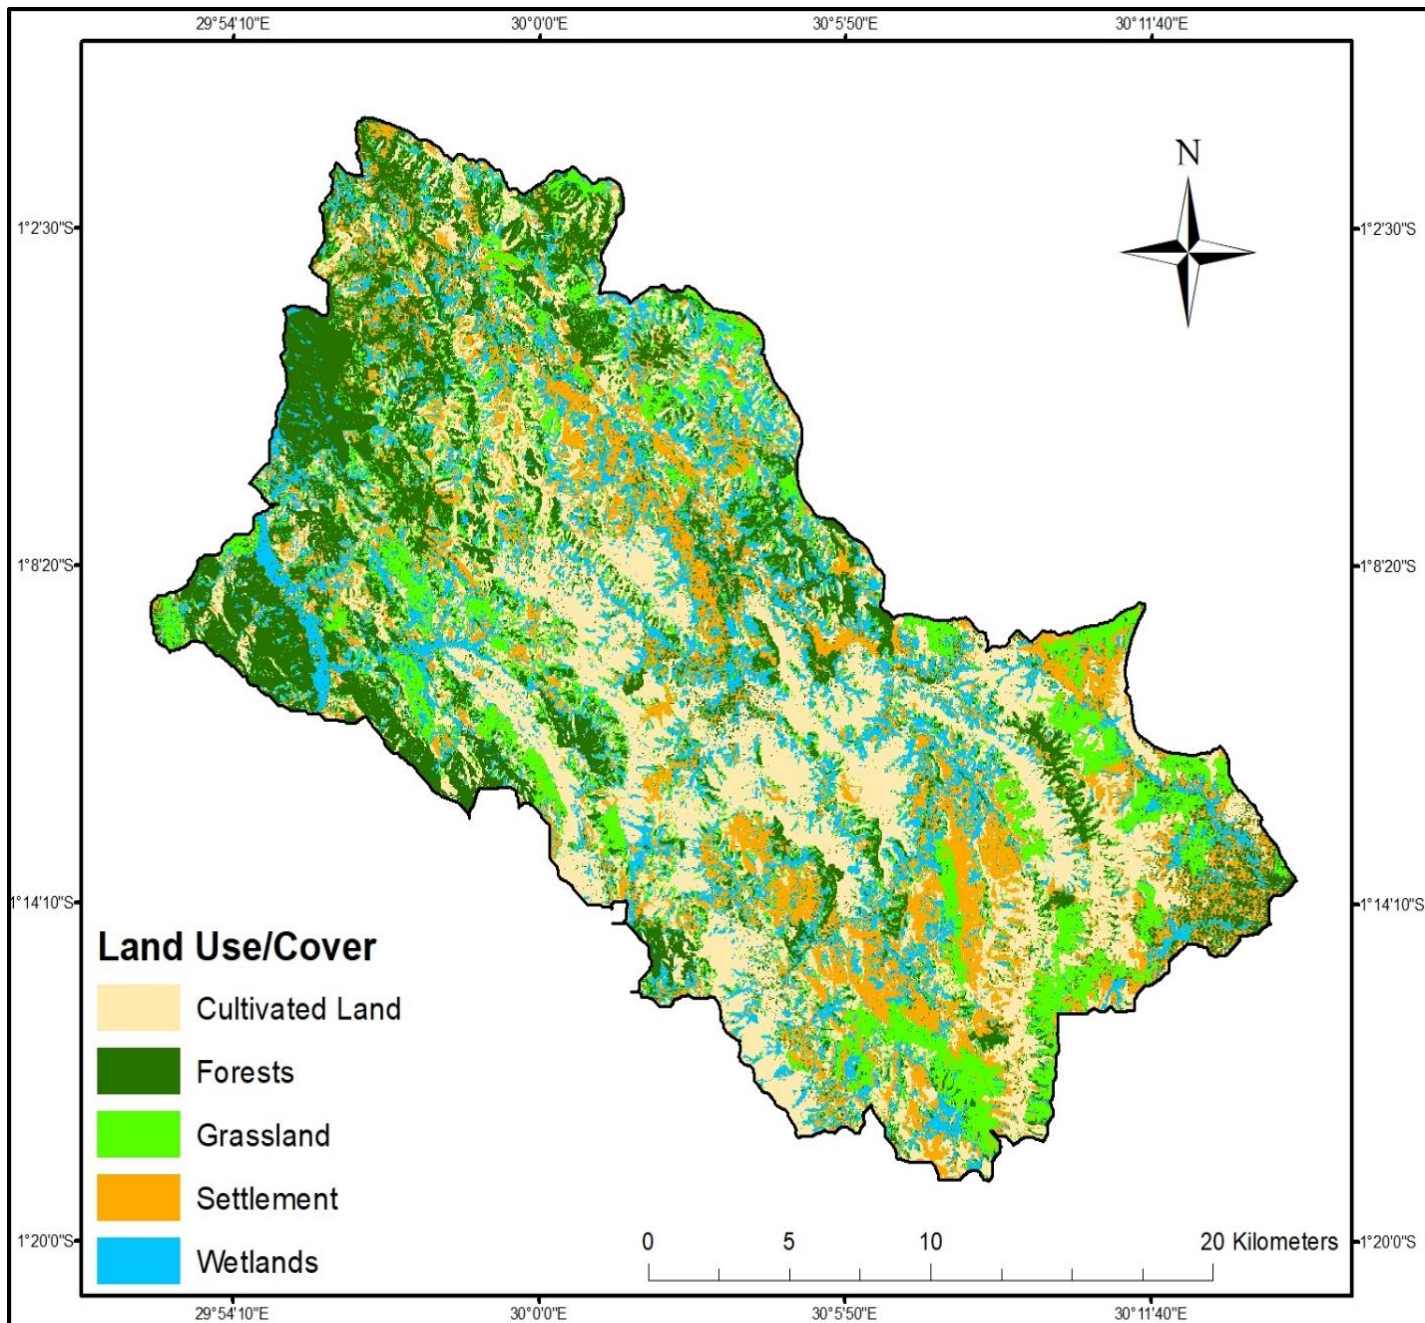 29°54'10"E 30°0'0"E 30°5'50"E 30°11'40"E
N
1°2'30"S 1°2'30"S
1°8'20"S 1°8'20"S
1°14'10"S 1°14'10"S
Land Use/Cover
Cultivated Land
Forests
Grassland
Settlement
Wetlands
0 5 10 20 Kilometers
1°20'0"S 1°20'0"S
29°54'10"E 30°0'0"E 30°5'50"E 30°11'40"E